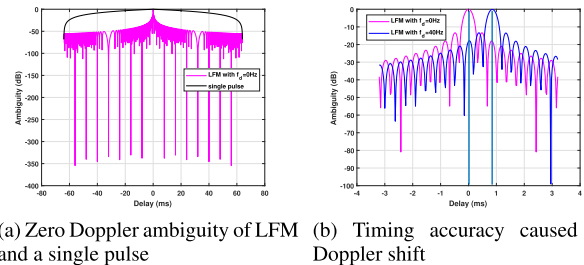 0
-50
-100
-150
-200
-250
-300
-350
-400
Ambiguity (dB)
LFM with f_d=0Hz
single pulse
-80 -60 -40 -20 0 20 40 60 80
Delay (ms)
0
-10
-20
-30
-40
-50
-60
-70
-80
-90
-100
Ambiguity (dB)
LFM with f_d=0Hz
LFM with f_d=40Hz
-4 -3 -2 -1 0 1 2 3 4
Delay (ms)
(a) Zero Doppler ambiguity of LFM
and a single pulse
(b) Timing accuracy caused
Doppler shift